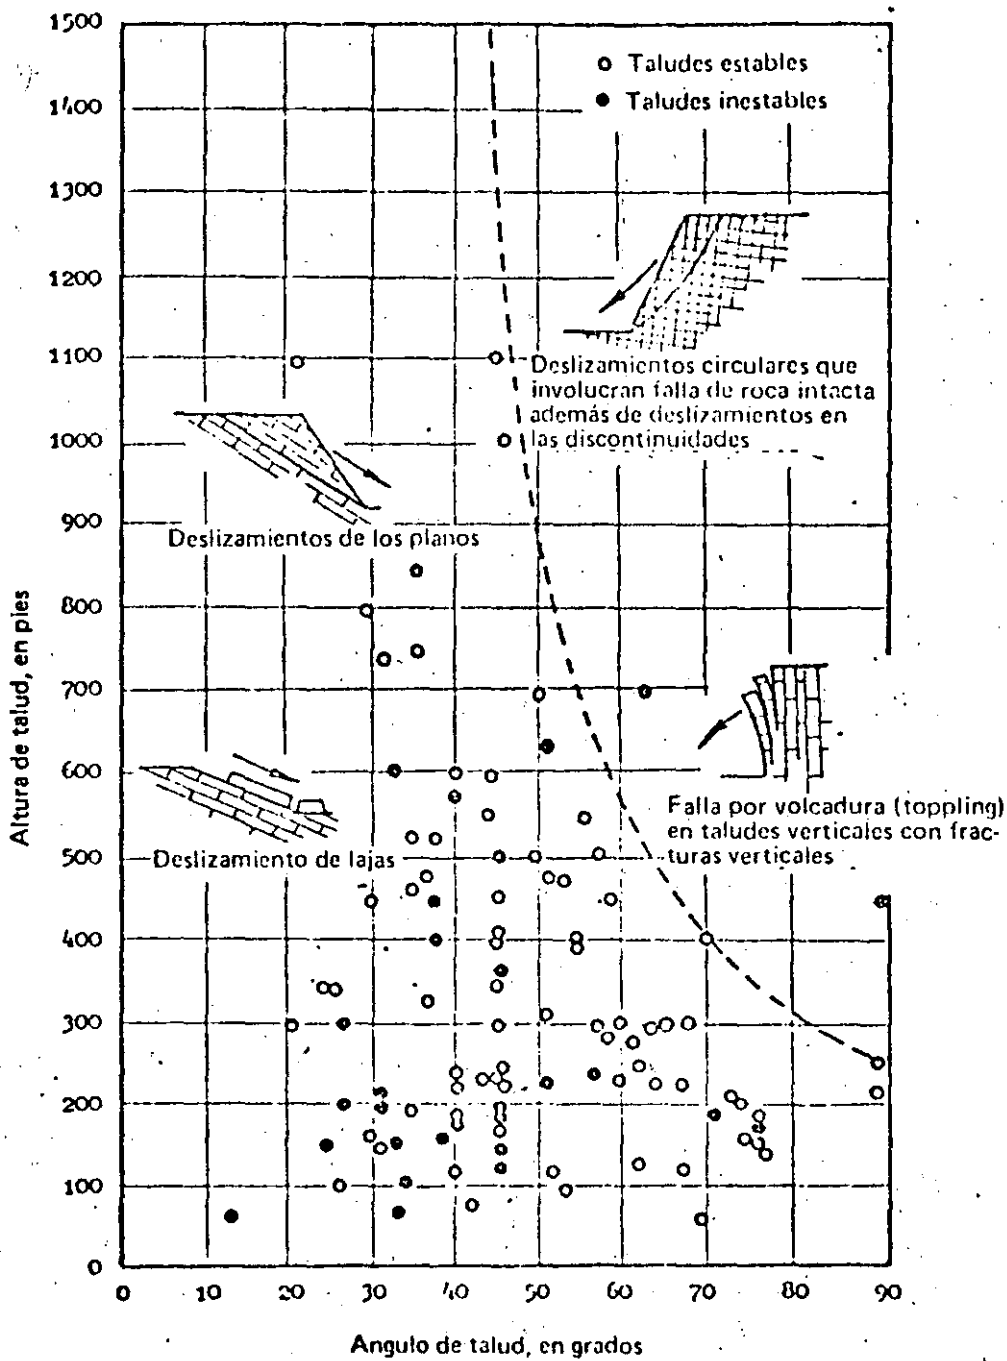 1500
1400
1300
1200
1100
1000
900
800
700
600
500
400
300
200
100
0
Altura de talud, en pies
Taludes estables
Taludes inestables
Deslizamientos circulares que
involucran falla de roca intacta
además de deslizamientos en
las discontinuidades
Deslizamientos de los planos
Falla por volcadura (toppling)
en taludes verticales con frac-
turas verticales
Deslizamiento de lajas
0 10 20 30 40 50 60 70 80 90
Angulo de talud, en grados